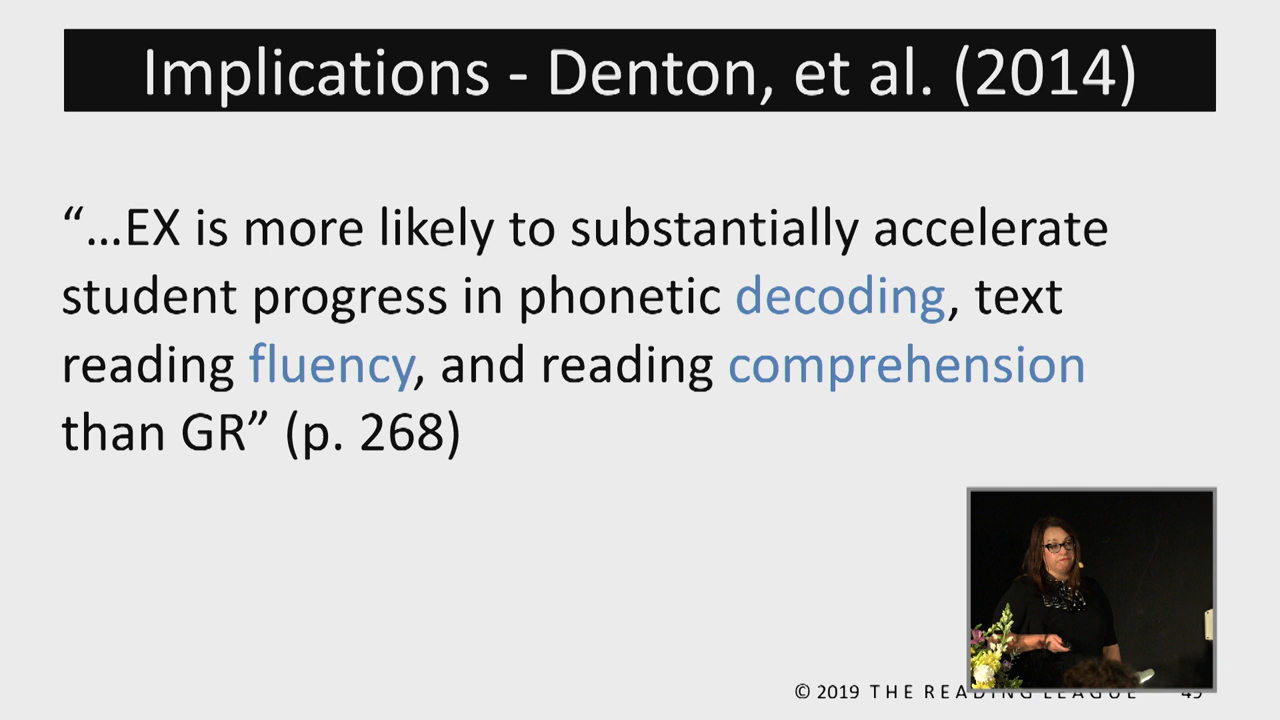 Implications - Denton, et al. (2014)
“...EX is more likely to substantially accelerate
student progress in phonetic decoding, text
reading fluency, and reading comprehension
than GR” (p. 268)
© 2019 THE READING LEAGUE